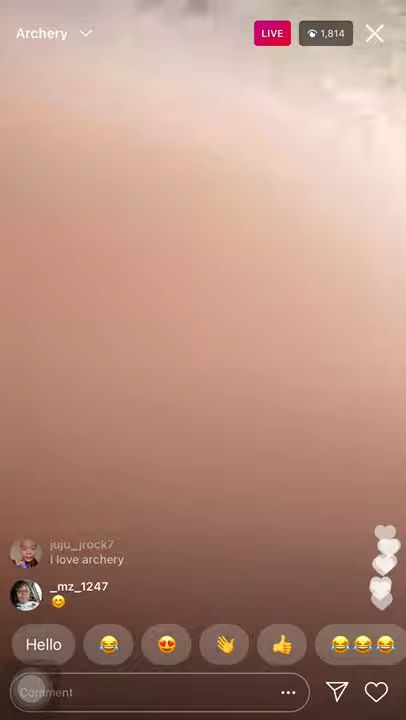 Archery
LIVE
1,814
juju_jrock7
I love archery
_mz_1247
😊
Hello 😂 😍 👋 👍 😂😂😂
Comment